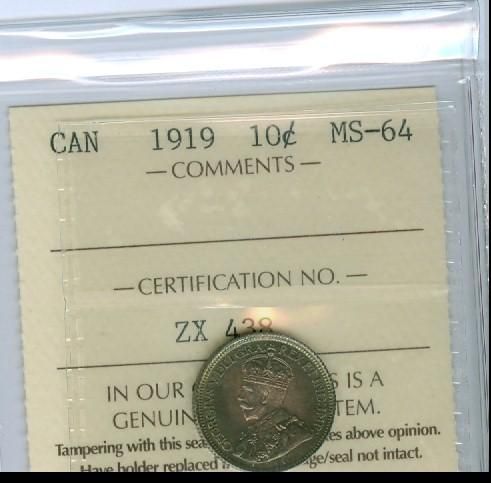 CAN 1919 10¢ MS-64
— COMMENTS —
— CERTIFICATION NO. —
ZX 438
IN OUR S IS A
GENUIN TEM.
Tampering with this sea es above opinion.
Have holder replaced ge/seal not intact.